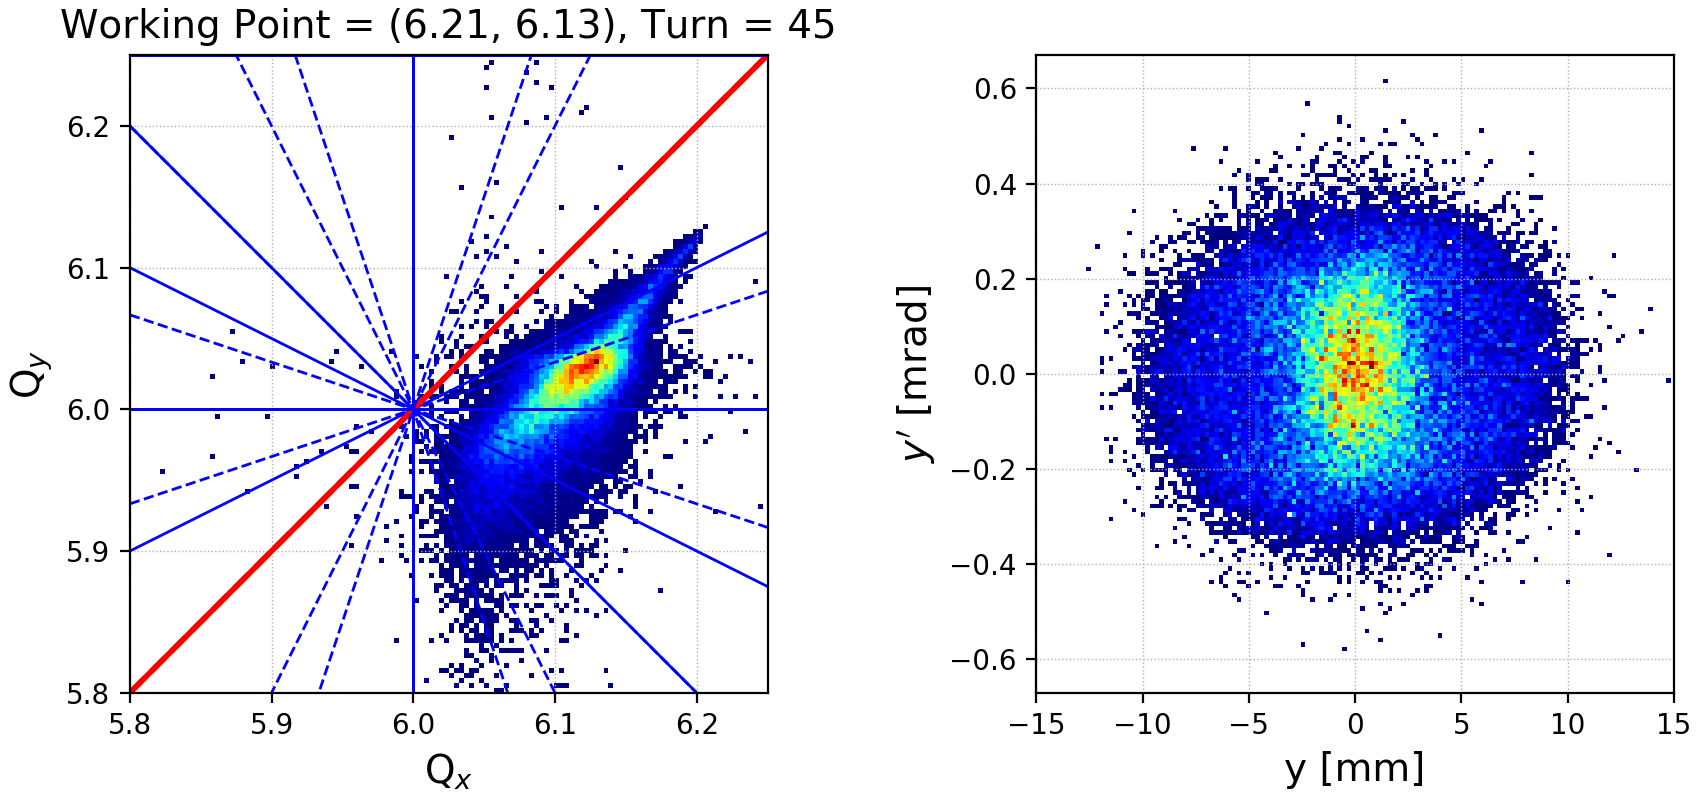 Working Point = (6.21, 6.13), Turn = 45
6.2
6.1
6.0
5.9
5.8
Q_y
5.8 5.9 6.0 6.1 6.2
Q_x
0.6
0.4
0.2
0.0
−0.2
−0.4
−0.6
y′ [mrad]
−15 −10 −5 0 5 10 15
y [mm]